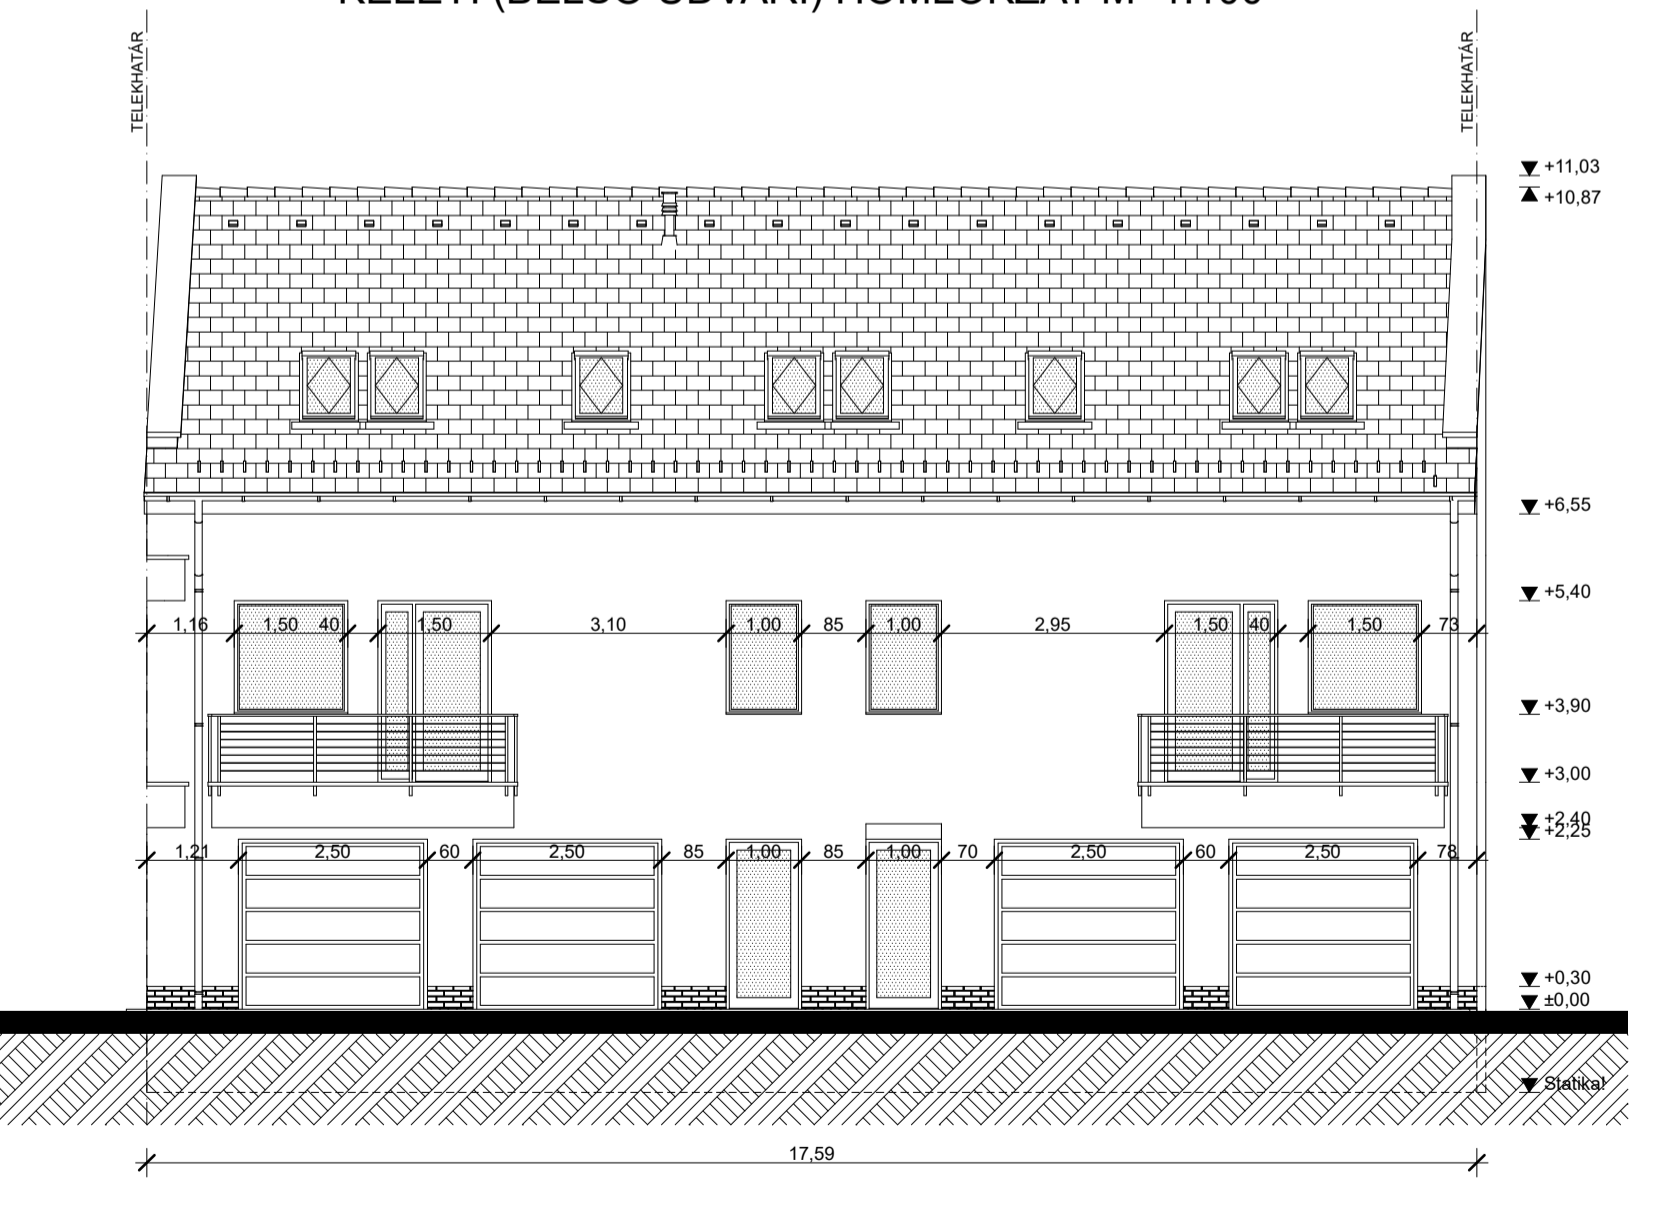 TELEKHATÁR
TELEKHATÁR
+11,03
+10,87
+6,55
+5,40
1,16 1,50 40 1,50 3,10 1,00 85 1,00 2,95 1,50 40 1,50 73
+3,90
+3,00
+2,40
+2,25
1,21 2,50 60 2,50 85 1,00 85 1,00 70 2,50 60 2,50 78
+0,30
±0,00
Statika!
17,59